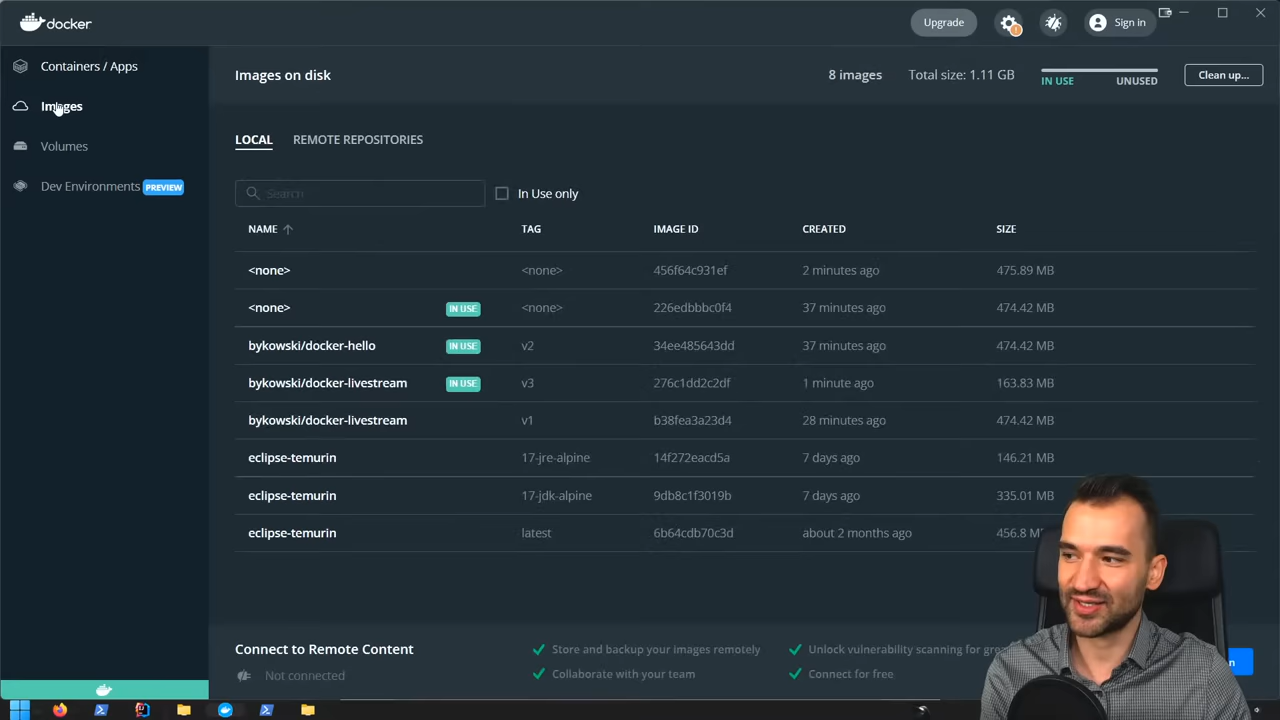 docker
Upgrade
Sign in
Containers / Apps
Images
Volumes
Dev Environments PREVIEW
Images on disk
8 images
Total size: 1.11 GB
IN USE
UNUSED
Clean up...
LOCAL
REMOTE REPOSITORIES
Search
In Use only
NAME TAG IMAGE ID CREATED SIZE
<none> <none> 456f64c931ef 2 minutes ago 475.89 MB
<none> IN USE <none> 226edbbbc0f4 37 minutes ago 474.42 MB
bykowski/docker-hello IN USE v2 34ee485643dd 37 minutes ago 474.42 MB
bykowski/docker-livestream IN USE v3 276c1dd2c2df 1 minute ago 163.83 MB
bykowski/docker-livestream v1 b38fea3a23d4 28 minutes ago 474.42 MB
eclipse-temurin 17-jre-alpine 14f272eacd5a 7 days ago 146.21 MB
eclipse-temurin 17-jdk-alpine 9db8c1f3019b 7 days ago 335.01 MB
eclipse-temurin latest 6b64cdb70c3d about 2 months ago 456.8
Connect to Remote Content
Not connected
Store and backup your images remotely
Collaborate with your team
Unlock vulnerability scanning for
Connect for free